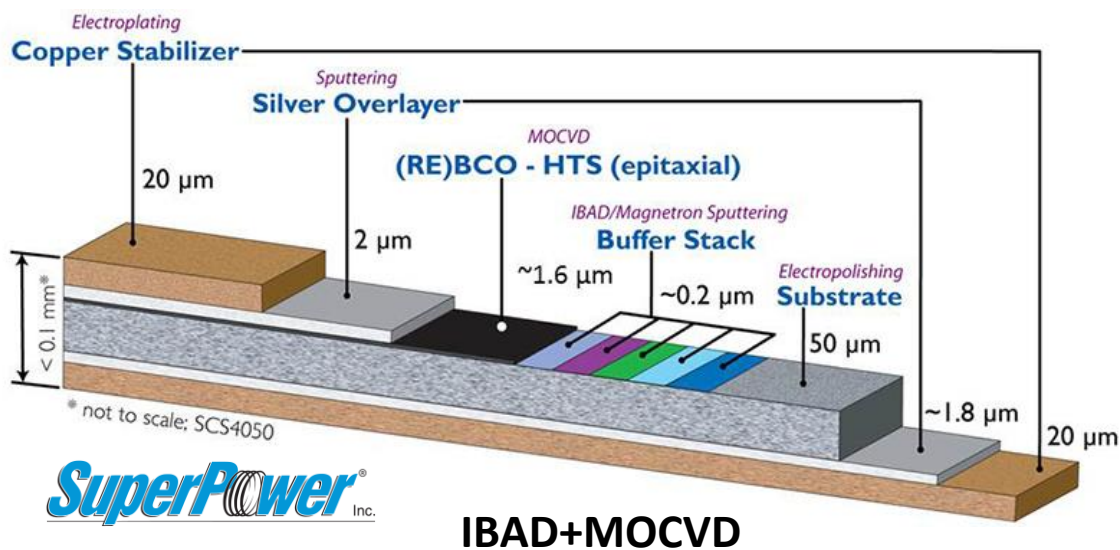 Electroplating
Copper Stabilizer
Sputtering
Silver Overlayer
MOCVD
(RE)BCO - HTS (epitaxial)
20 μm
IBAD/Magnetron Sputtering
Buffer Stack
2 μm
~1.6 μm
Electropolishing
Substrate
~0.2 μm
50 μm
< 0.1 mm*
~1.8 μm
20 μm
* not to scale; SCS4050
SuperPower® Inc.
IBAD+MOCVD